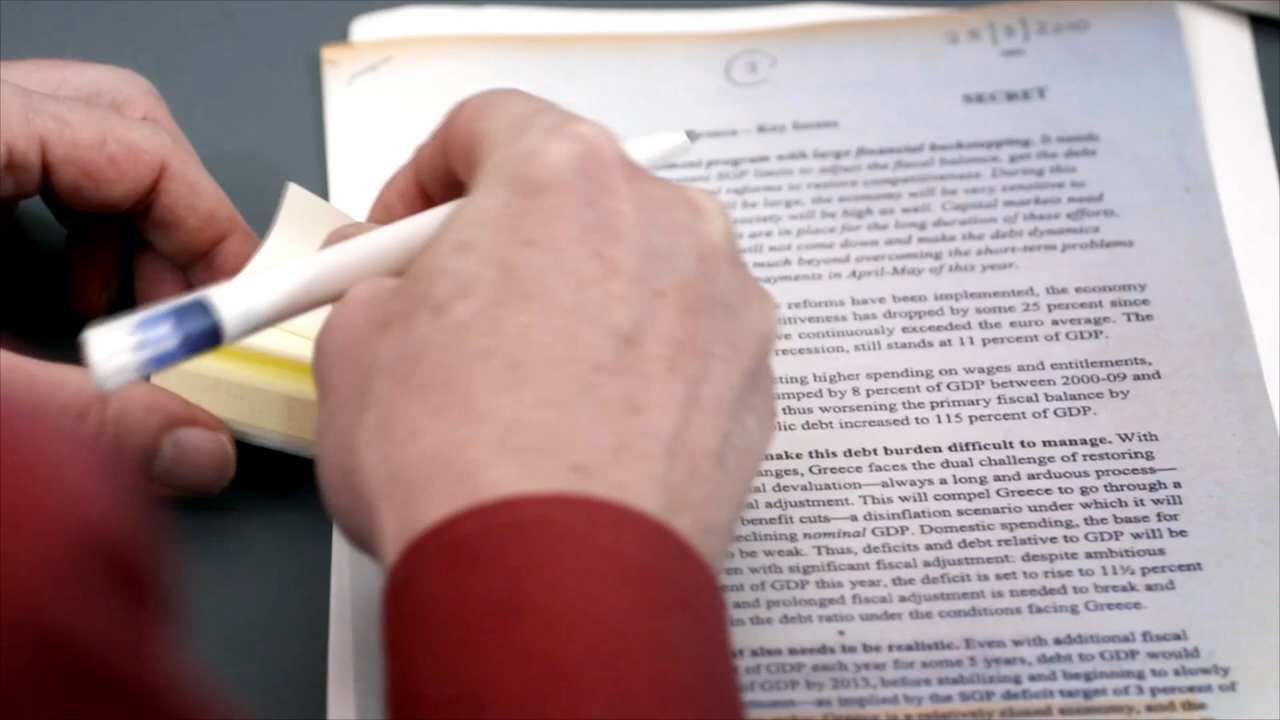 25|3|2010
SECRET
Greece – Key Issues
program with large financial backstopping. It needs
SGP limits to adjust the fiscal balance, get the debt
reforms to restore competitiveness. During this
be large, the economy will be very sensitive to
society will be high as well. Capital markets need
are in place for the long duration of these efforts,
will not come down and make the debt dynamics
much beyond overcoming the short-term problems
payments in April-May of this year.
reforms have been implemented, the economy
itiveness has dropped by some 25 percent since
ve continuously exceeded the euro average. The
recession, still stands at 11 percent of GDP.
ting higher spending on wages and entitlements,
umped by 8 percent of GDP between 2000-09 and
thus worsening the primary fiscal balance by
lic debt increased to 115 percent of GDP.
make this debt burden difficult to manage. With
anges, Greece faces the dual challenge of restoring
al devaluation—always a long and arduous process—
al adjustment. This will compel Greece to go through a
benefit cuts—a disinflation scenario under which it will
eclining nominal GDP. Domestic spending, the base for
o be weak. Thus, deficits and debt relative to GDP will be
en with significant fiscal adjustment: despite ambitious
nt of GDP this year, the deficit is set to rise to 11½ percent
and prolonged fiscal adjustment is needed to break and
in the debt ratio under the conditions facing Greece.
t also needs to be realistic. Even with additional fiscal
of GDP each year for some 5 years, debt to GDP would
of GDP by 2013, before stabilizing and beginning to slowly
as implied by the SGP deficit target of 3 percent of
Greece is a relatively closed economy, and the